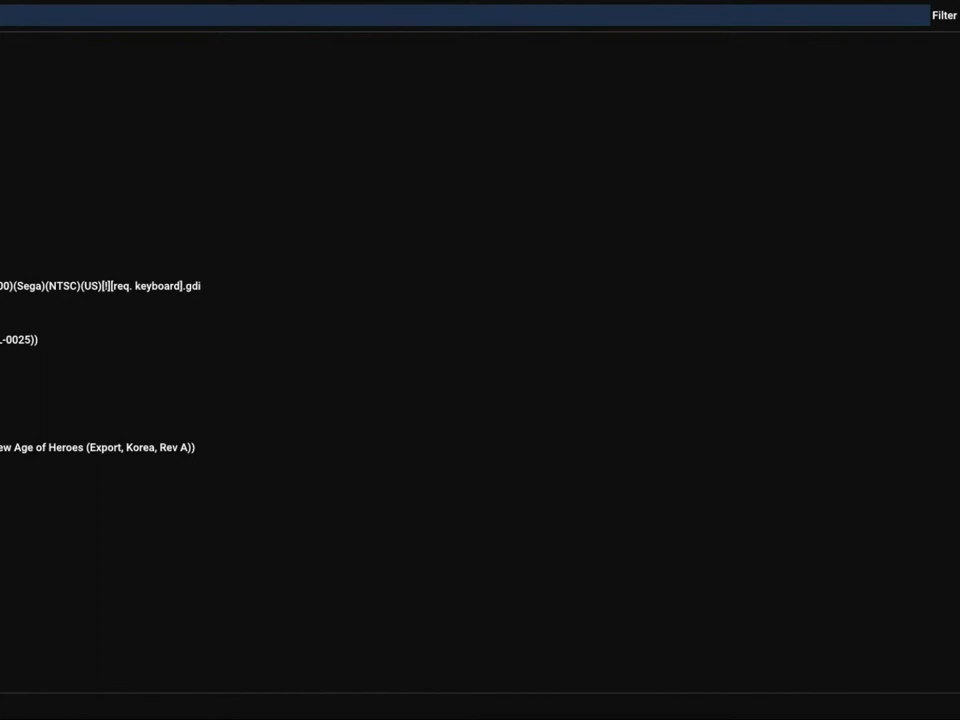 Filter
00)(Sega)(NTSC)(US)[!][req. keyboard].gdi
-0025))
ew Age of Heroes (Export, Korea, Rev A))